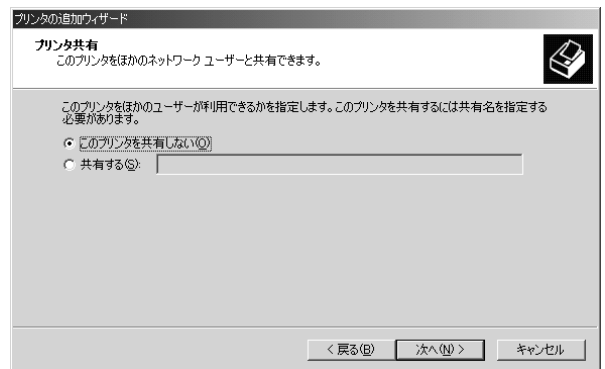 プリンタの追加ウィザード
プリンタ共有
このプリンタをほかのネットワーク ユーザーと共有できます。
このプリンタをほかのユーザーが利用できるかを指定します。このプリンタを共有するには共有名を指定する
必要があります。
このプリンタを共有しない(O)
共有する(S):
< 戻る(B)
次へ(N) >
キャンセル